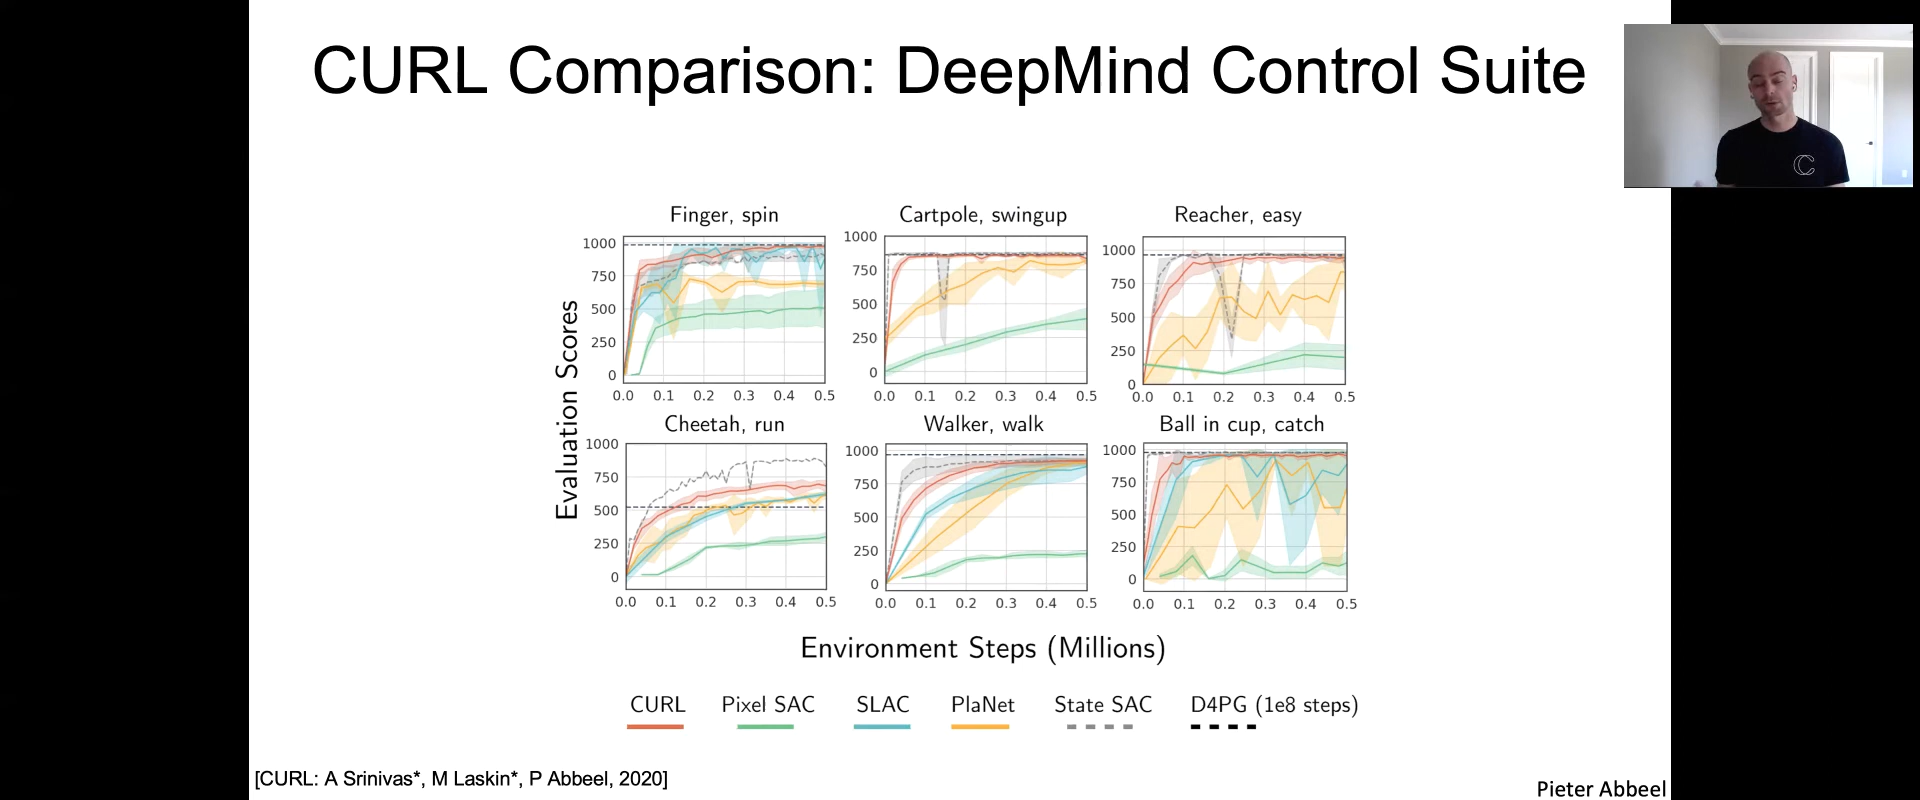 CURL Comparison: DeepMind Control Suite
Evaluation Scores
Finger, spin
1000
750
500
250
0
0.0 0.1 0.2 0.3 0.4 0.5
Cartpole, swingup
1000
750
500
250
0
0.0 0.1 0.2 0.3 0.4 0.5
Reacher, easy
1000
750
500
250
0
0.0 0.1 0.2 0.3 0.4 0.5
Cheetah, run
1000
750
500
250
0
0.0 0.1 0.2 0.3 0.4 0.5
Walker, walk
1000
750
500
250
0
0.0 0.1 0.2 0.3 0.4 0.5
Ball in cup, catch
1000
750
500
250
0
0.0 0.1 0.2 0.3 0.4 0.5
Environment Steps (Millions)
CURL Pixel SAC SLAC PlaNet State SAC D4PG (1e8 steps)
[CURL: A Srinivas*, M Laskin*, P Abbeel, 2020]
Pieter Abbeel